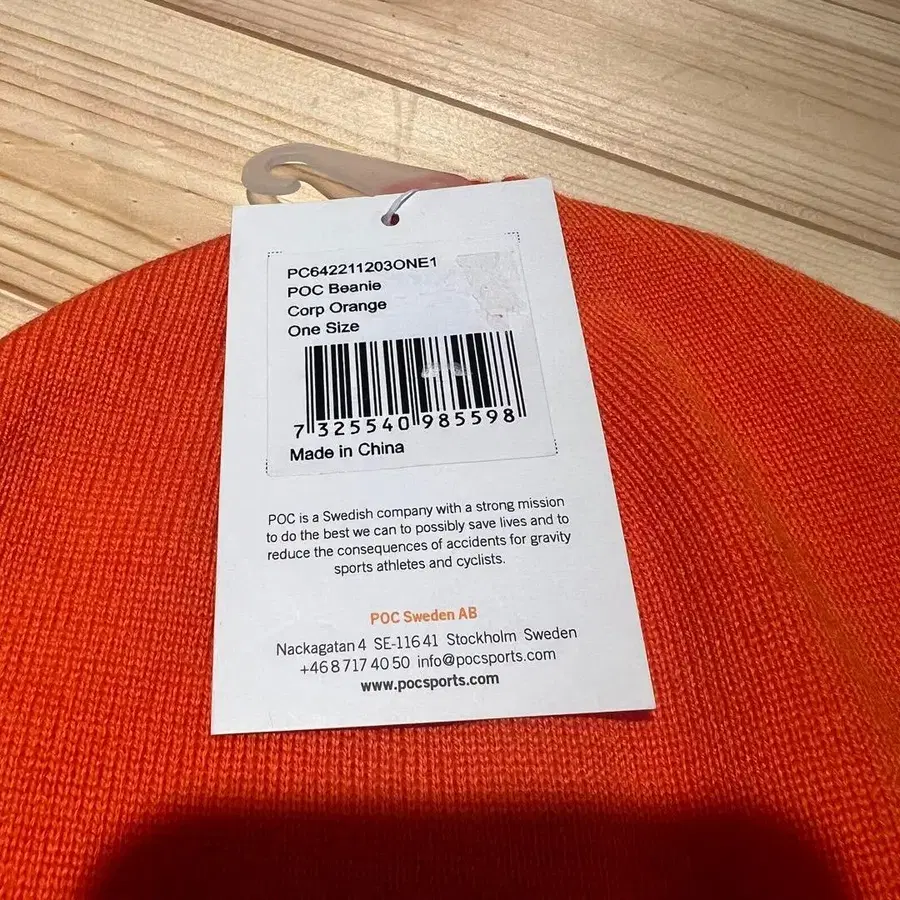 PC642211203ONE1
POC Beanie
Corp Orange
One Size
7 325540 985598
Made in China
POC is a Swedish company with a strong mission
to do the best we can to possibly save lives and to
reduce the consequences of accidents for gravity
sports athletes and cyclists.
POC Sweden AB
Nackagatan 4 SE-116 41 Stockholm Sweden
+46 8 717 40 50 info@pocsports.com
www.pocsports.com